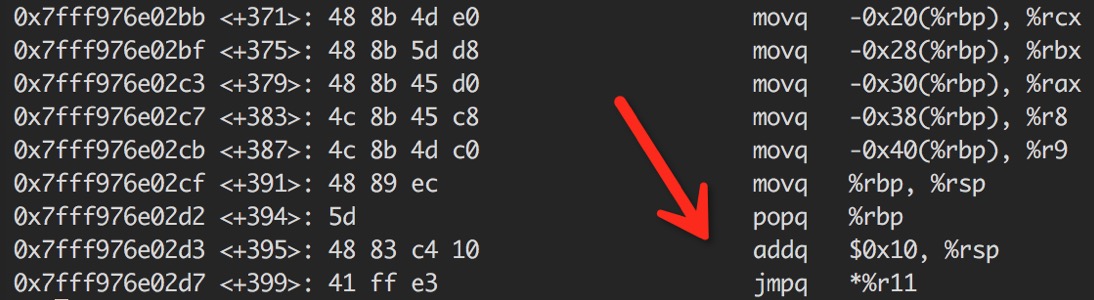 0x7fff976e02bb <+371>: 48 8b 4d e0 movq -0x20(%rbp), %rcx
0x7fff976e02bf <+375>: 48 8b 5d d8 movq -0x28(%rbp), %rbx
0x7fff976e02c3 <+379>: 48 8b 45 d0 movq -0x30(%rbp), %rax
0x7fff976e02c7 <+383>: 4c 8b 45 c8 movq -0x38(%rbp), %r8
0x7fff976e02cb <+387>: 4c 8b 4d c0 movq -0x40(%rbp), %r9
0x7fff976e02cf <+391>: 48 89 ec movq %rbp, %rsp
0x7fff976e02d2 <+394>: 5d popq %rbp
0x7fff976e02d3 <+395>: 48 83 c4 10 addq $0x10, %rsp
0x7fff976e02d7 <+399>: 41 ff e3 jmpq *%r11